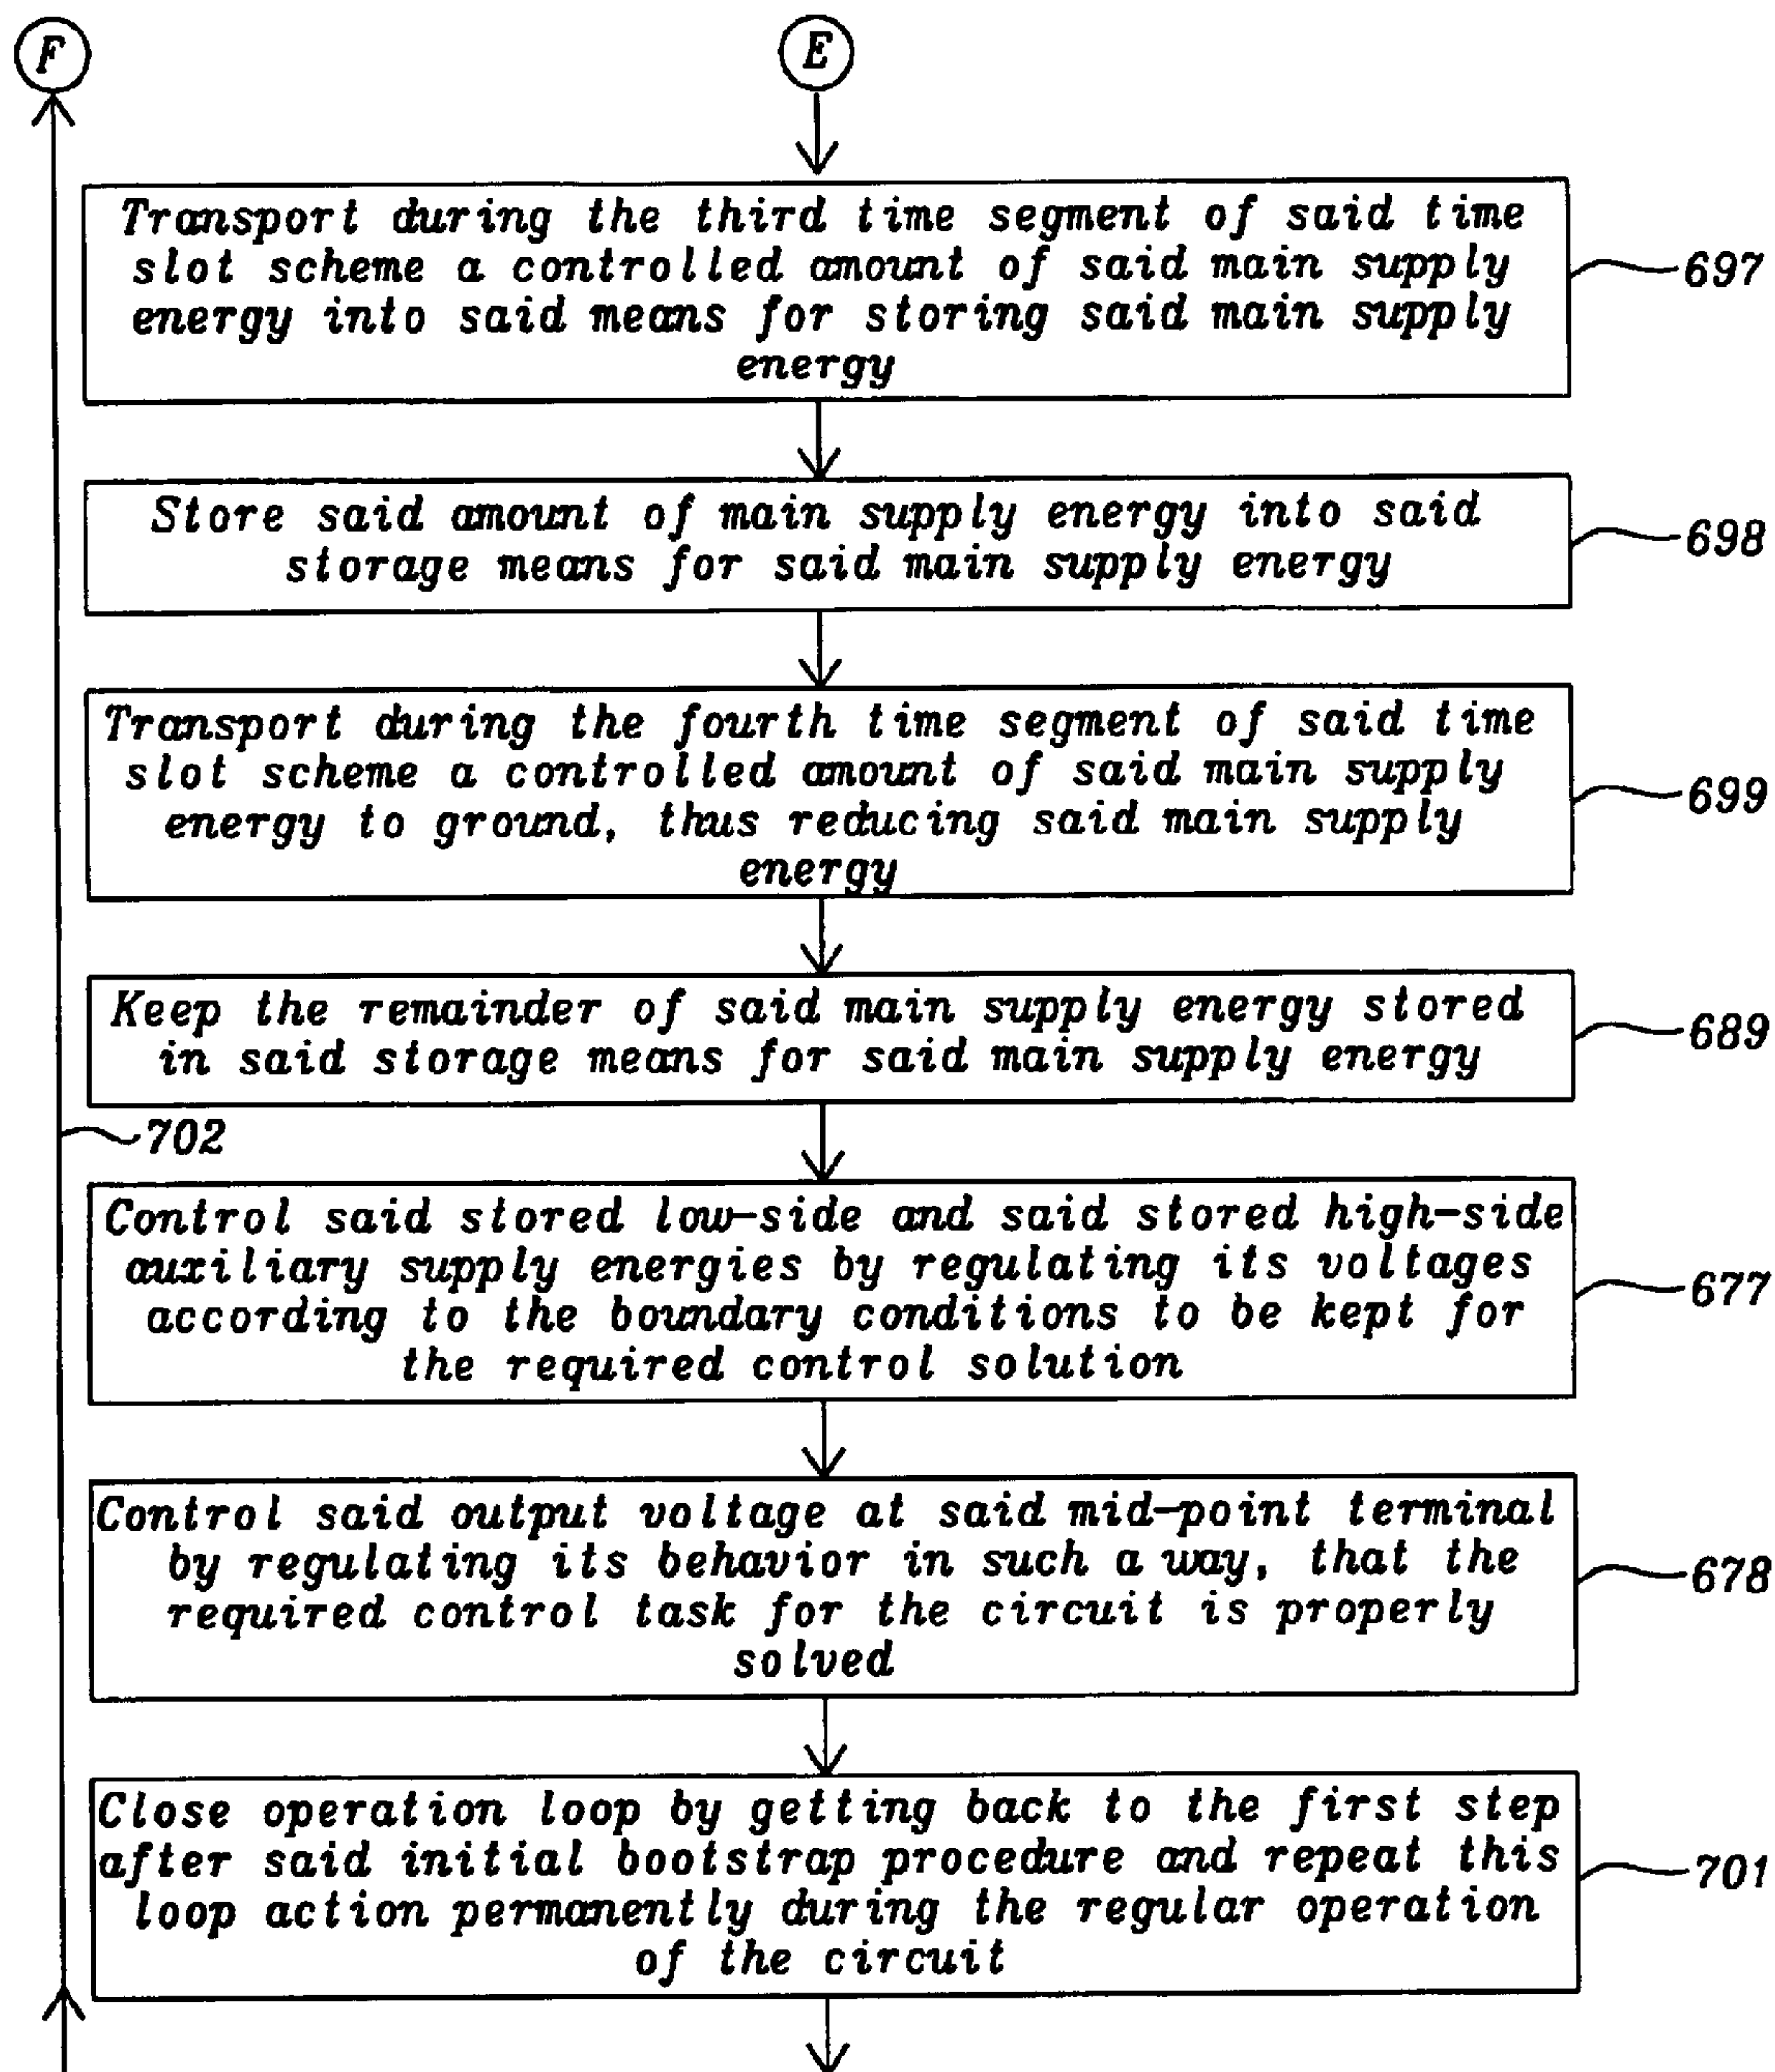 F
E
Transport during the third time segment of said time
slot scheme a controlled amount of said main supply
energy into said means for storing said main supply
energy
697
Store said amount of main supply energy into said
storage means for said main supply energy
698
Transport during the fourth time segment of said time
slot scheme a controlled amount of said main supply
energy to ground, thus reducing said main supply
energy
699
Keep the remainder of said main supply energy stored
in said storage means for said main supply energy
689
702
Control said stored low-side and said stored high-side
auxiliary supply energies by regulating its voltages
according to the boundary conditions to be kept for
the required control solution
677
Control said output voltage at said mid-point terminal
by regulating its behavior in such a way, that the
required control task for the circuit is properly
solved
678
Close operation loop by getting back to the first step
after said initial bootstrap procedure and repeat this
loop action permanently during the regular operation
of the circuit
701